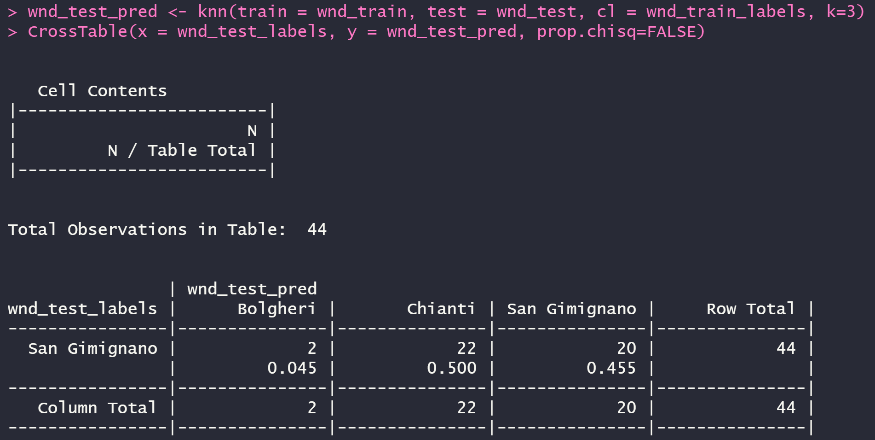 > wnd_test_pred <- knn(train = wnd_train, test = wnd_test, cl = wnd_train_labels, k=3)
> CrossTable(x = wnd_test_labels, y = wnd_test_pred, prop.chisq=FALSE)
   Cell Contents
|-------------------------|
|                       N |
|         N / Table Total |
|-------------------------|
Total Observations in Table:  44
                | wnd_test_pred
wnd_test_labels |      Bolgheri |       Chianti | San Gimignano |     Row Total |
----------------|---------------|---------------|---------------|---------------|
  San Gimignano |             2 |            22 |            20 |            44 |
                |         0.045 |         0.500 |         0.455 |               |
----------------|---------------|---------------|---------------|---------------|
   Column Total |             2 |            22 |            20 |            44 |
----------------|---------------|---------------|---------------|---------------|